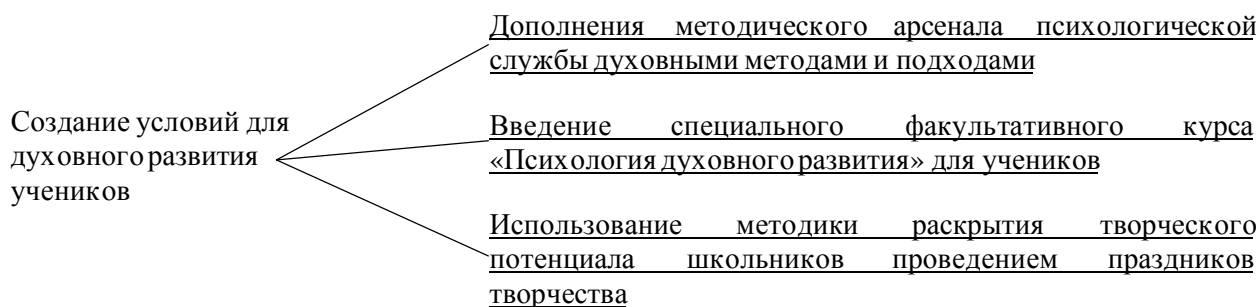 Создание условий для
духовного развития
учеников
Дополнения методического арсенала психологической
службы духовными методами и подходами
Введение специального факультативного курса
«Психология духовного развития» для учеников
Использование методики раскрытия творческого
потенциала школьников проведением праздников
творчества